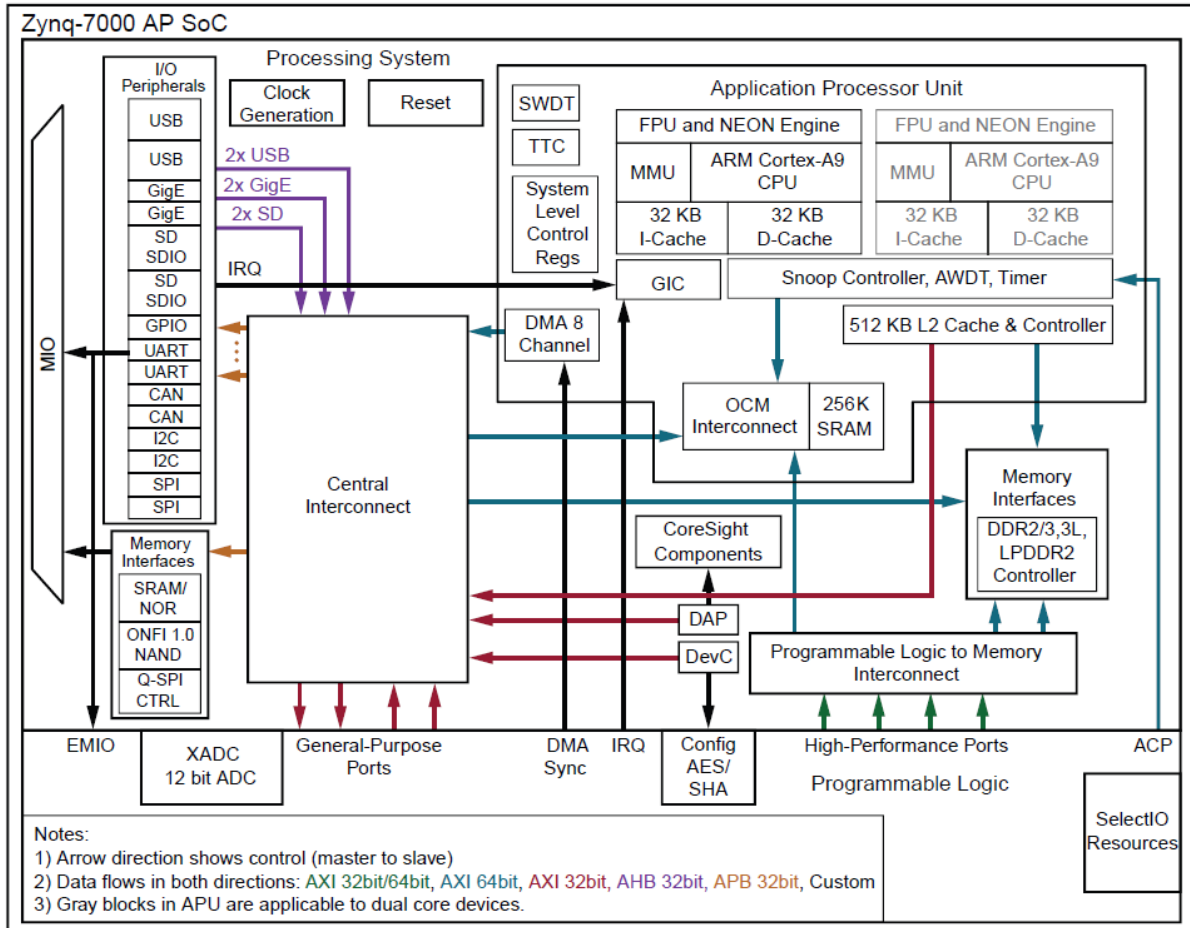 Zynq-7000 AP SoC
Processing System
I/O
Peripherals
USB
USB
GigE
GigE
SD
SDIO
SD
SDIO
GPIO
UART
UART
CAN
CAN
I2C
I2C
SPI
SPI
MIO
Memory
Interfaces
SRAM/
NOR
ONFI 1.0
NAND
Q-SPI
CTRL
Clock
Generation
Reset
2x USB
2x GigE
2x SD
IRQ
Central
Interconnect
Application Processor Unit
SWDT
TTC
System
Level
Control
Regs
FPU and NEON Engine
MMU
ARM Cortex-A9
CPU
32 KB
I-Cache
32 KB
D-Cache
FPU and NEON Engine
MMU
ARM Cortex-A9
CPU
32 KB
I-Cache
32 KB
D-Cache
GIC
Snoop Controller, AWDT, Timer
DMA 8
Channel
512 KB L2 Cache & Controller
OCM
Interconnect
256K
SRAM
Memory
Interfaces
DDR2/3,3L,
LPDDR2
Controller
CoreSight
Components
DAP
DevC
Programmable Logic to Memory
Interconnect
EMIO
XADC
12 bit ADC
General-Purpose
Ports
DMA
Sync
IRQ
Config
AES/
SHA
High-Performance Ports
ACP
Programmable Logic
SelectIO
Resources
Notes:
1) Arrow direction shows control (master to slave)
2) Data flows in both directions: AXI 32bit/64bit, AXI 64bit, AXI 32bit, AHB 32bit, APB 32bit, Custom
3) Gray blocks in APU are applicable to dual core devices.